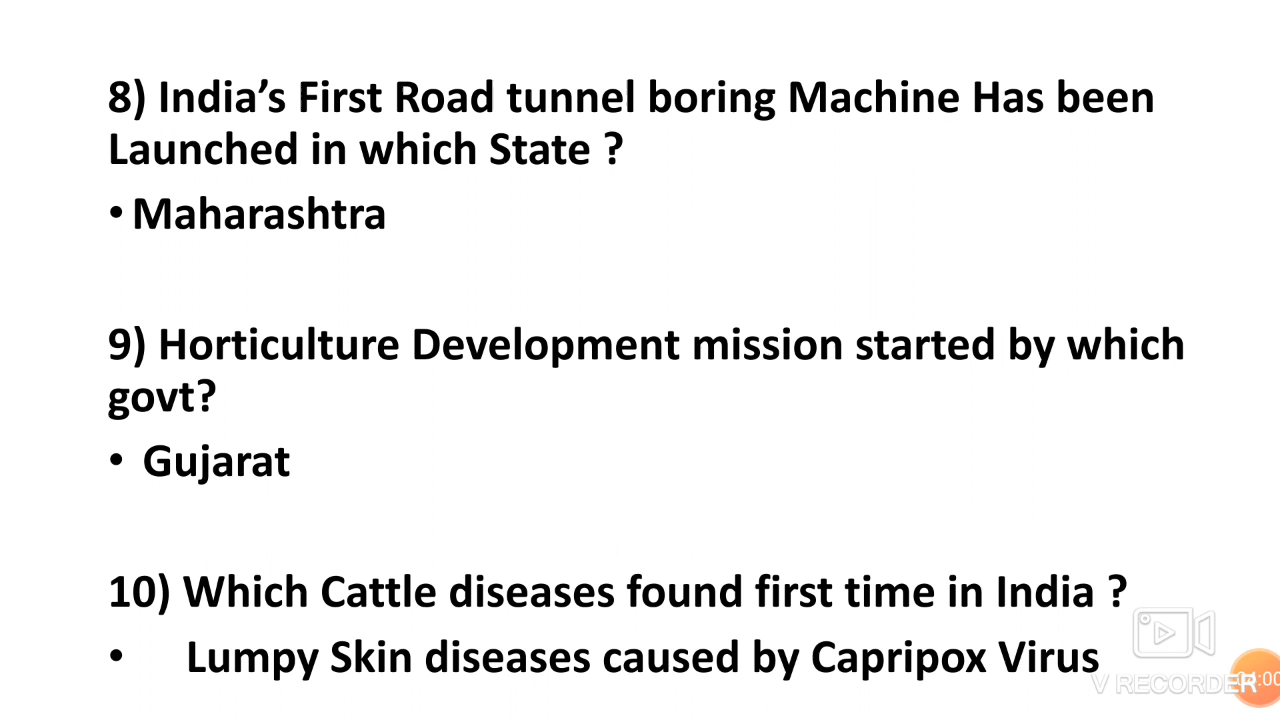 8) India’s First Road tunnel boring Machine Has been
Launched in which State ?
• Maharashtra
9) Horticulture Development mission started by which
govt?
• Gujarat
10) Which Cattle diseases found first time in India ?
• Lumpy Skin diseases caused by Capripox Virus
V RECORDER
04:00